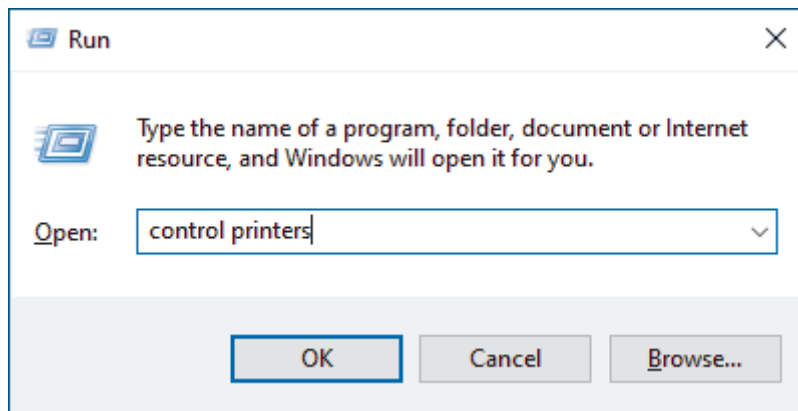 Run
Type the name of a program, folder, document or Internet
resource, and Windows will open it for you.
Open: control printers
OK Cancel Browse...